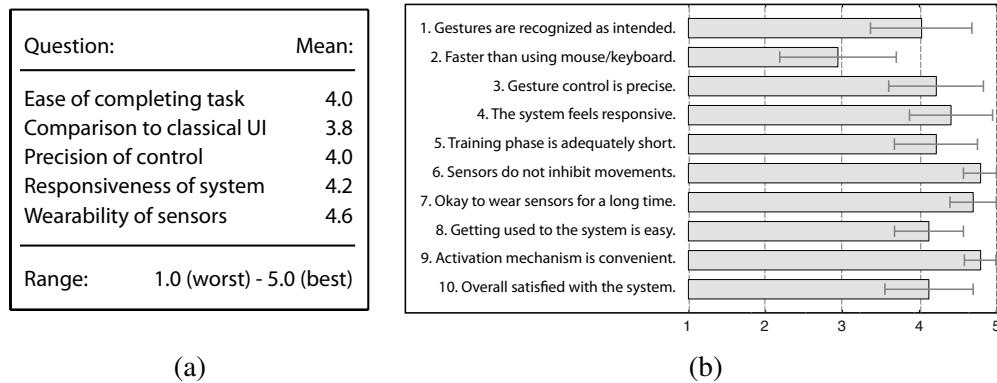 Question: Mean:
Ease of completing task 4.0
Comparison to classical UI 3.8
Precision of control 4.0
Responsiveness of system 4.2
Wearability of sensors 4.6
Range: 1.0 (worst) - 5.0 (best)
(a)
1. Gestures are recognized as intended.
2. Faster than using mouse/keyboard.
3. Gesture control is precise.
4. The system feels responsive.
5. Training phase is adequately short.
6. Sensors do not inhibit movements.
7. Okay to wear sensors for a long time.
8. Getting used to the system is easy.
9. Activation mechanism is convenient.
10. Overall satisfied with the system.
1 2 3 4 5
(b)